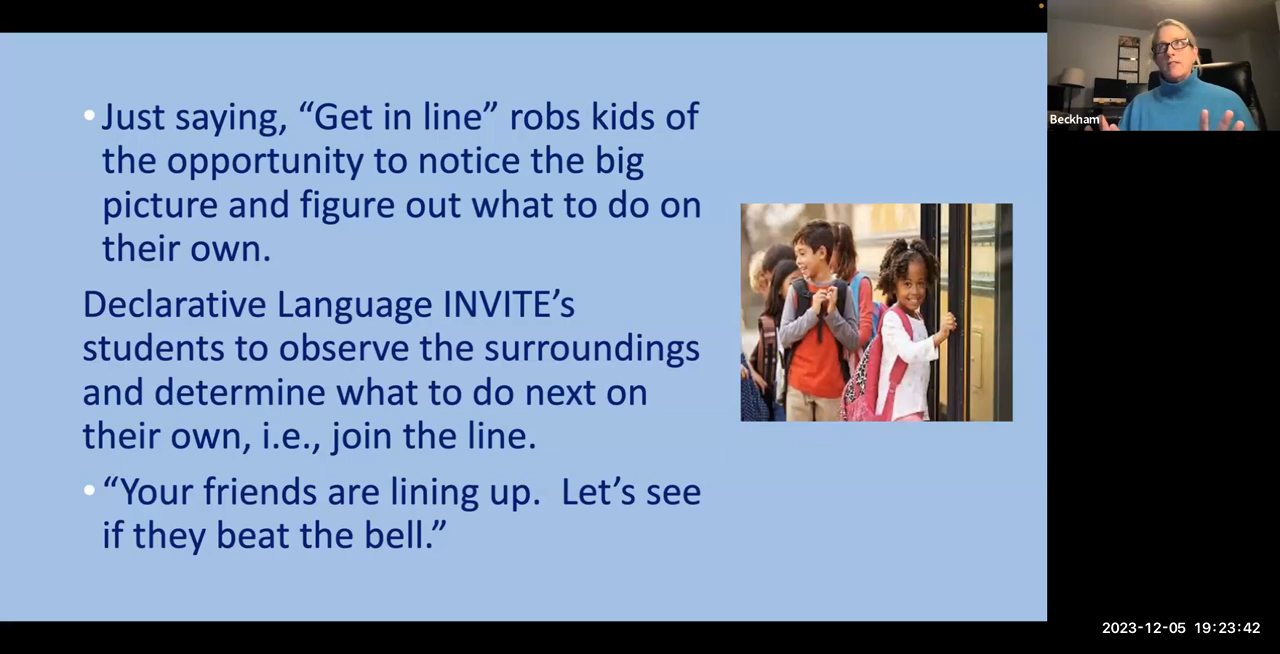 •Just saying, “Get in line” robs kids of
the opportunity to notice the big
picture and figure out what to do on
their own.
Declarative Language INVITE’s
students to observe the surroundings
and determine what to do next on
their own, i.e., join the line.
•“Your friends are lining up.  Let’s see
if they beat the bell.”
Beckham
2023-12-05 19:23:42